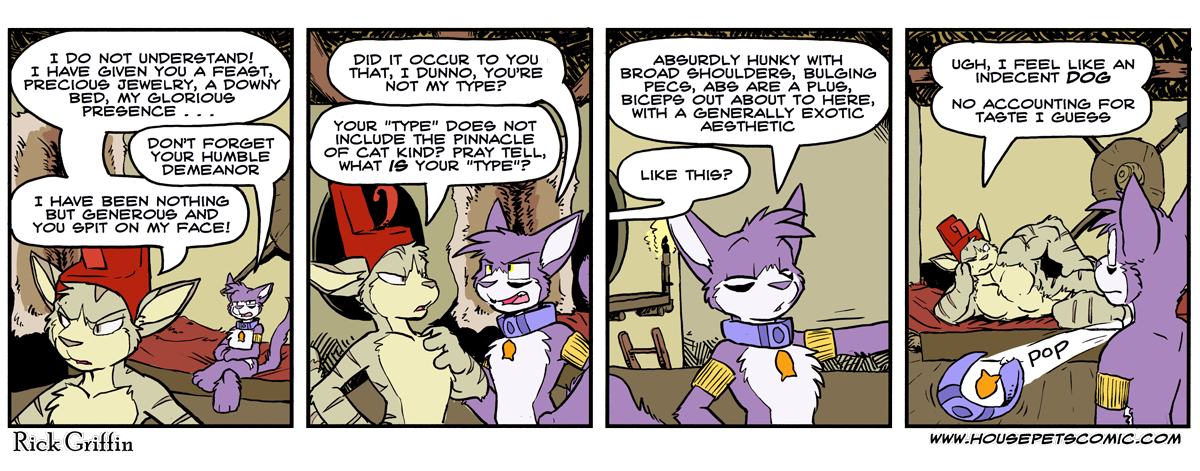 I DO NOT UNDERSTAND!
I HAVE GIVEN YOU A FEAST,
PRECIOUS JEWELRY, A DOWNY
BED, MY GLORIOUS
PRESENCE . . .
DON'T FORGET
YOUR HUMBLE
DEMEANOR
I HAVE BEEN NOTHING
BUT GENEROUS AND
YOU SPIT ON MY FACE!
DID IT OCCUR TO YOU
THAT, I DUNNO, YOU'RE
NOT MY TYPE?
YOUR "TYPE" DOES NOT
INCLUDE THE PINNACLE
OF CAT KIND? PRAY TELL,
WHAT IS YOUR "TYPE"?
ABSURDLY HUNKY WITH
BROAD SHOULDERS, BULGING
PECS, ABS ARE A PLUS,
BICEPS OUT ABOUT TO HERE,
WITH A GENERALLY EXOTIC
AESTHETIC
LIKE THIS?
UGH, I FEEL LIKE AN
INDECENT DOG
NO ACCOUNTING FOR
TASTE I GUESS
POP
Rick Griffin
WWW.HOUSEPETSCOMIC.COM